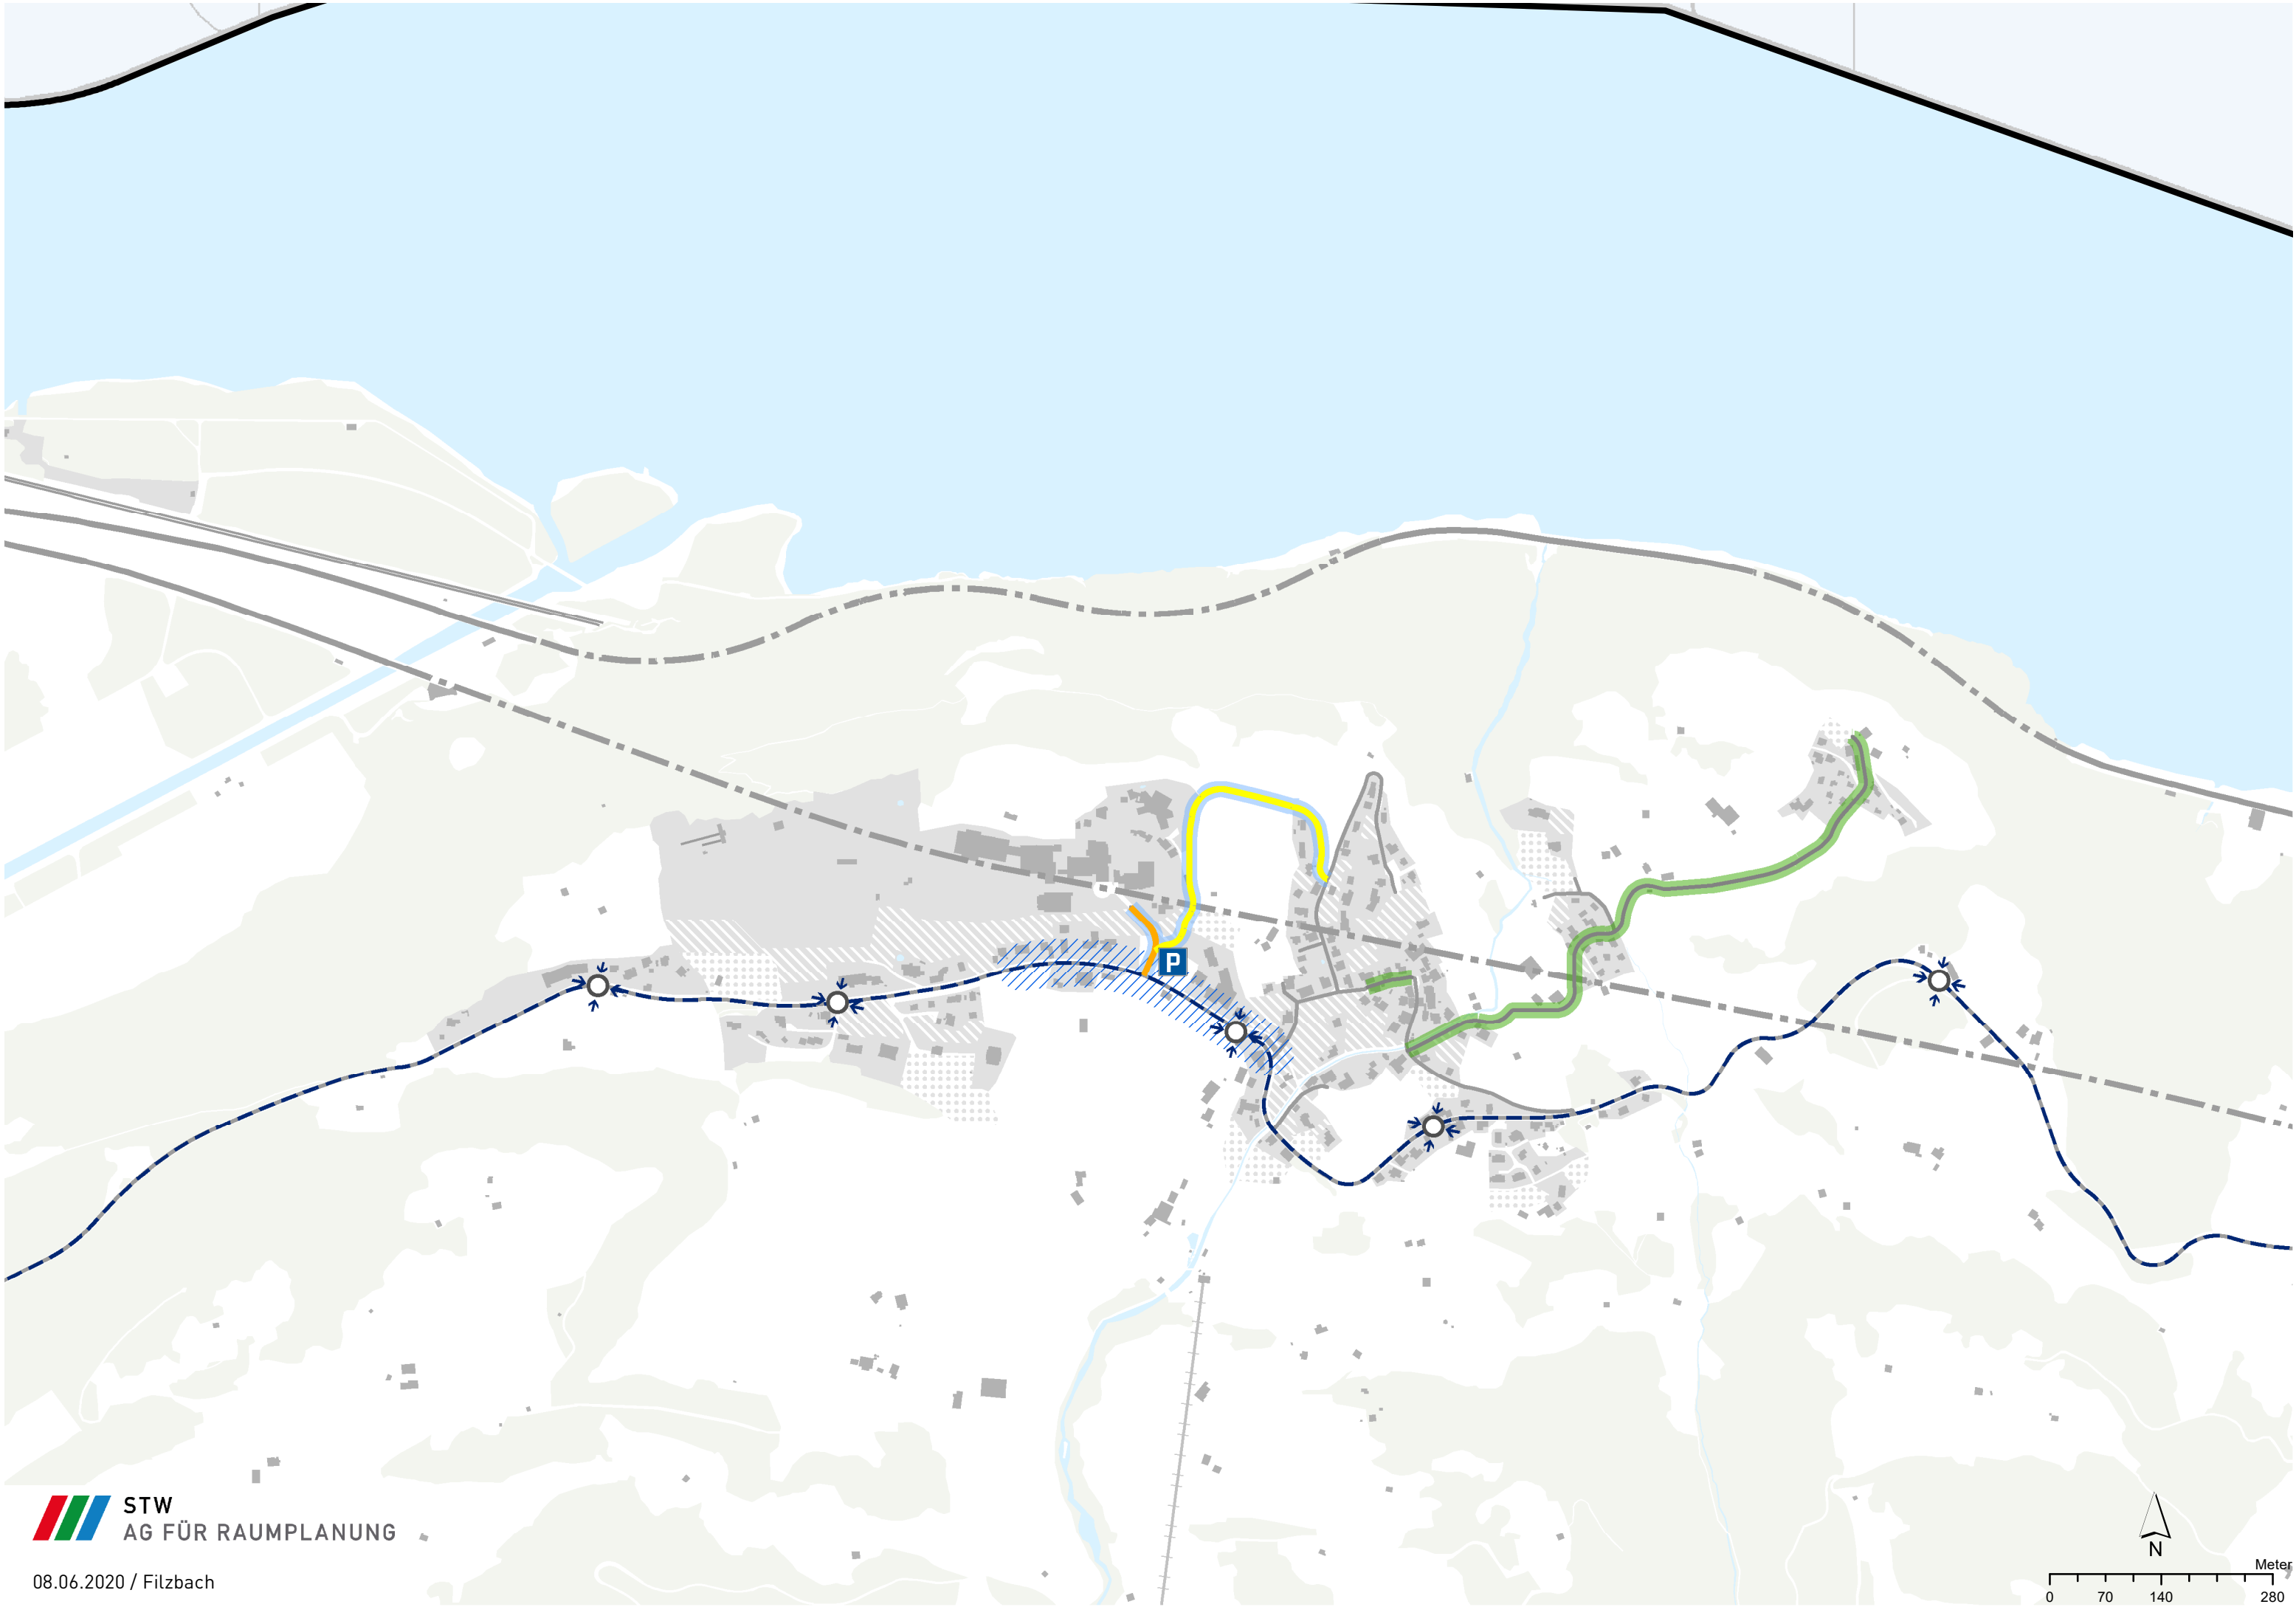 P
STW
AG FÜR RAUMPLANUNG
08.06.2020 / Filzbach
N
Meter
0 70 140 280